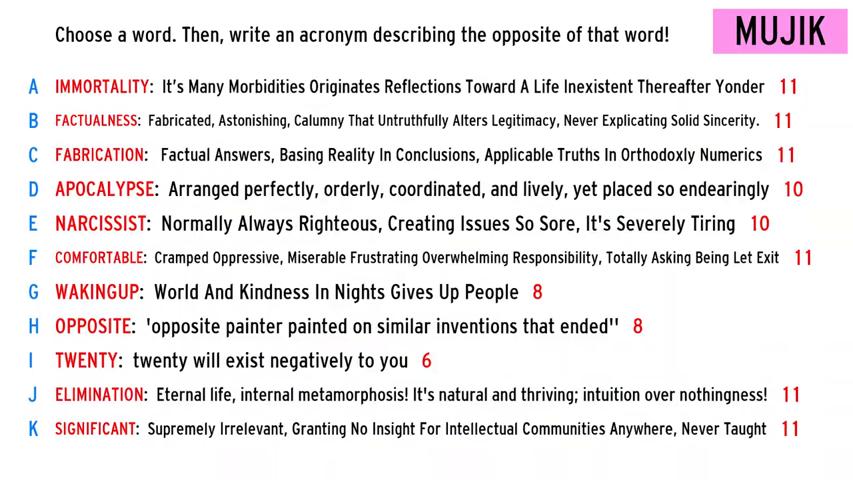 Choose a word. Then, write an acronym describing the opposite of that word! MUJIK
A IMMORTALITY: It's Many Morbidities Originates Reflections Toward A Life Inexistent Thereafter Yonder 11
B FACTUALNESS: Fabricated, Astonishing, Calumny That Untruthfully Alters Legitimacy, Never Explicating Solid Sincerity. 11
C FABRICATION: Factual Answers, Basing Reality In Conclusions, Applicable Truths In Orthodoxly Numerics 11
D APOCALYPSE: Arranged perfectly, orderly, coordinated, and lively, yet placed so endearingly 10
E NARCISSIST: Normally Always Righteous, Creating Issues So Sore, It's Severely Tiring 10
F COMFORTABLE: Cramped Oppressive, Miserable Frustrating Overwhelming Responsibility, Totally Asking Being Let Exit 11
G WAKINGUP: World And Kindness In Nights Gives Up People 8
H OPPOSITE: 'opposite painter painted on similar inventions that ended'' 8
I TWENTY: twenty will exist negatively to you 6
J ELIMINATION: Eternal life, internal metamorphosis! It's natural and thriving; intuition over nothingness! 11
K SIGNIFICANT: Supremely Irrelevant, Granting No Insight For Intellectual Communities Anywhere, Never Taught 11